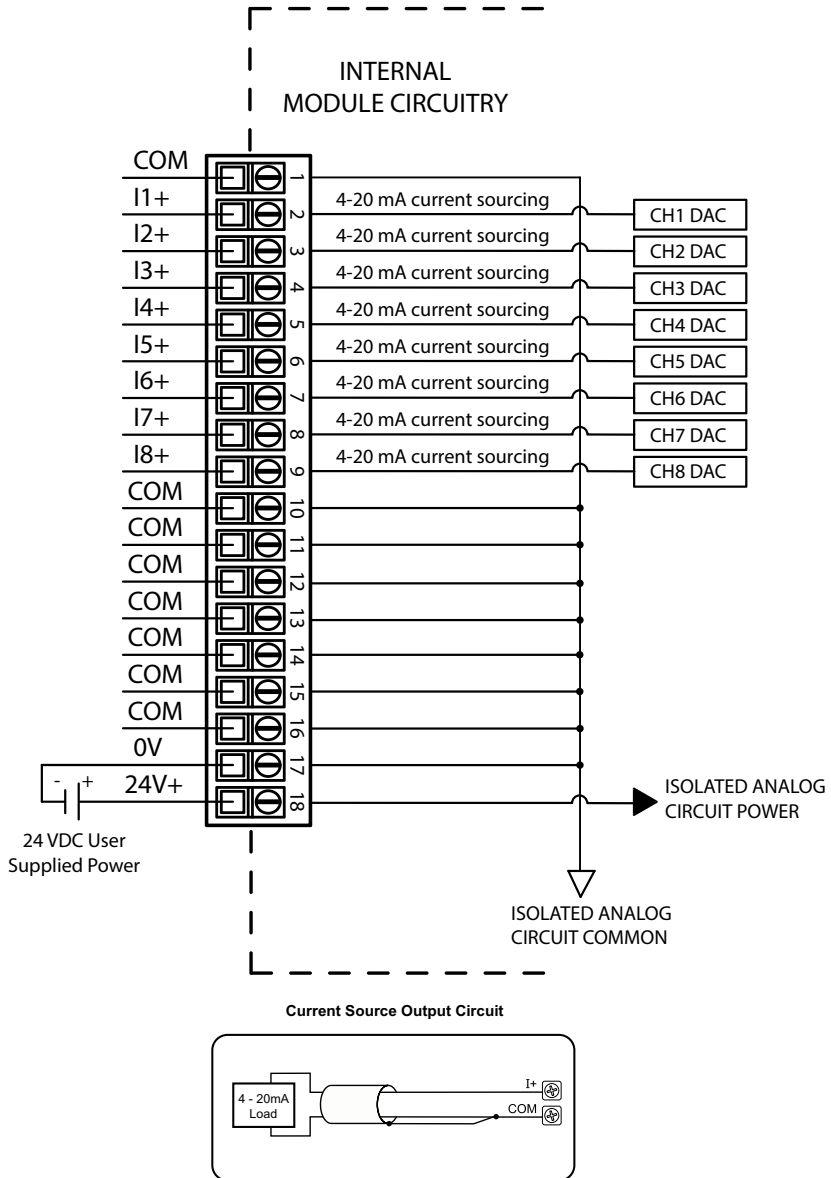 INTERNAL
MODULE CIRCUITRY
COM 1
I1+ 2 4-20 mA current sourcing CH1 DAC
I2+ 3 4-20 mA current sourcing CH2 DAC
I3+ 4 4-20 mA current sourcing CH3 DAC
I4+ 5 4-20 mA current sourcing CH4 DAC
I5+ 6 4-20 mA current sourcing CH5 DAC
I6+ 7 4-20 mA current sourcing CH6 DAC
I7+ 8 4-20 mA current sourcing CH7 DAC
I8+ 9 4-20 mA current sourcing CH8 DAC
COM 10
COM 11
COM 12
COM 13
COM 14
COM 15
COM 16
0V 17
- + 24V+ 18
ISOLATED ANALOG
CIRCUIT POWER
24 VDC User
Supplied Power
ISOLATED ANALOG
CIRCUIT COMMON
Current Source Output Circuit
4 - 20mA
Load
I+
COM